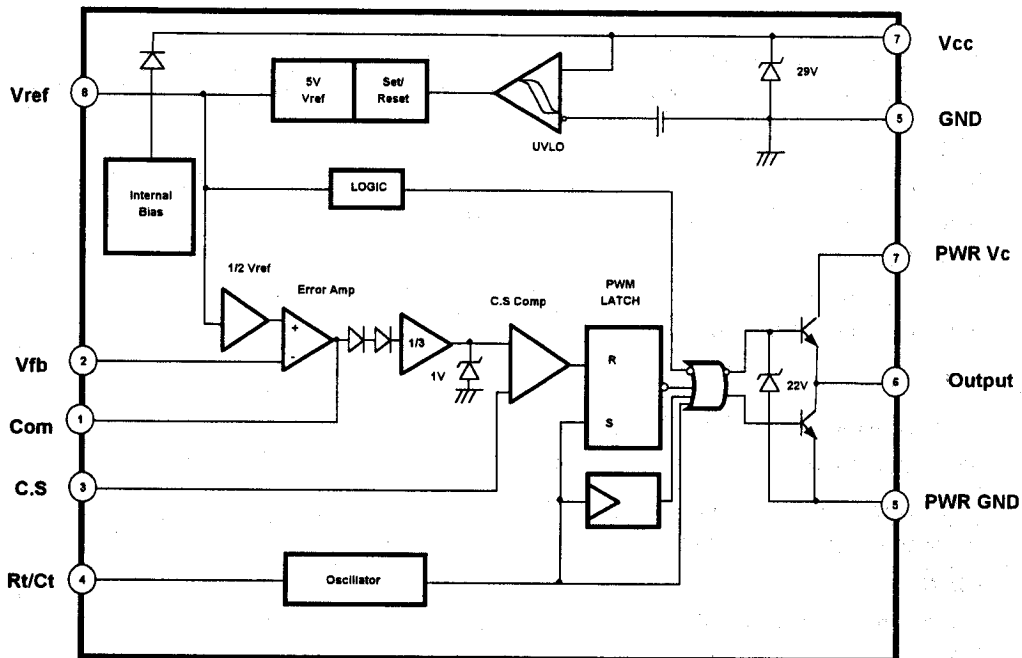 7
Vcc
29V
8
Vref
5V
Vref
Set/
Reset
5
GND
UVLO
Internal
Bias
LOGIC
7
PWR Vc
1/2 Vref
Error Amp
C.S Comp
PWM
LATCH
+
-
1/3
1V
R
S
2
Vfb
22V
6
Output
1
Com
3
C.S
5
PWR GND
4
Rt/Ct
Oscillator